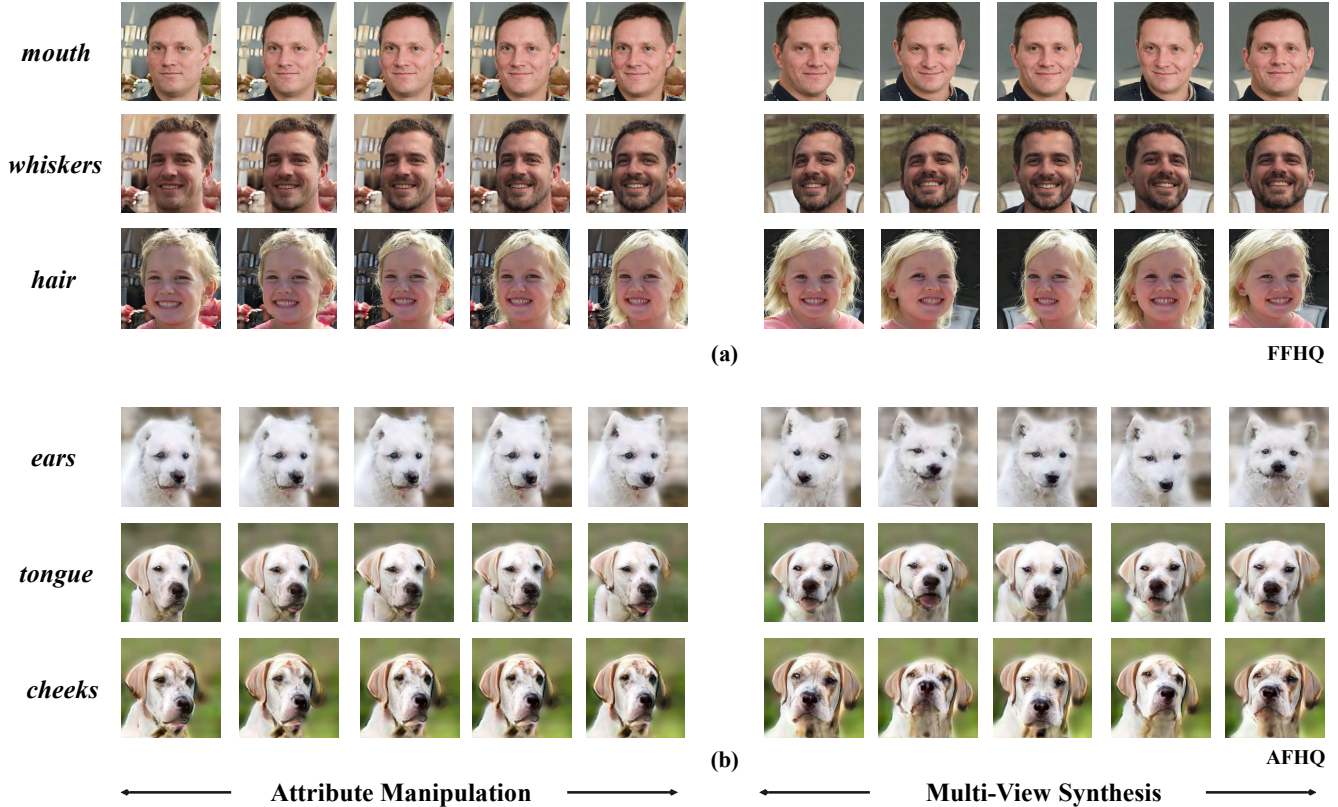 mouth
whiskers
hair
(a)
FFHQ
ears
tongue
cheeks
(b)
AFHQ
Attribute Manipulation
Multi-View Synthesis